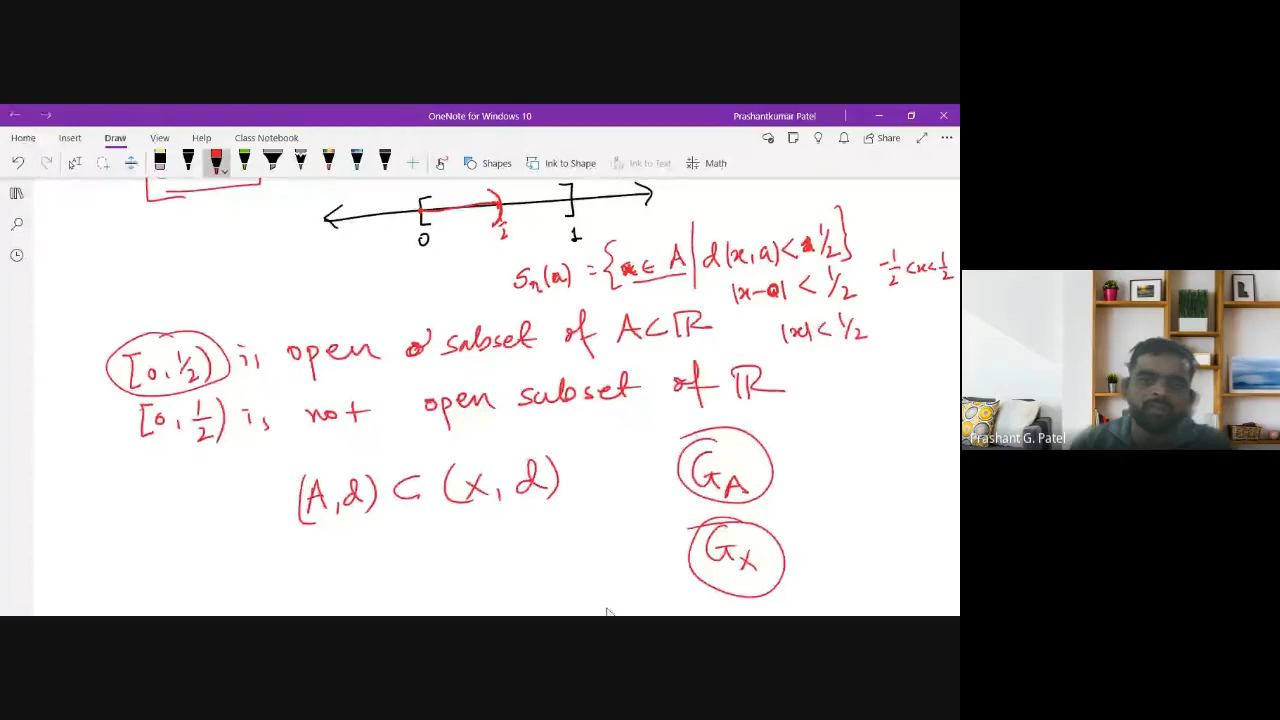 OneNote for Windows 10
Prashantkumar Patel
Home Insert Draw View Help Class Notebook
Share
Shapes Ink to Shape Ink to Text Math
0 1/2 1
Sᵣ(a) = {x ∈ A | d(x, a) < 1/2}
|x-a| < 1/2
-1/2 < x < 1/2
|x| < 1/2
[0, 1/2) is open subset of A ⊂ ℝ
[0, 1/2) is not open subset of ℝ
(A, d) ⊂ (X, d)
G_A
G_X
Prashant G. Patel